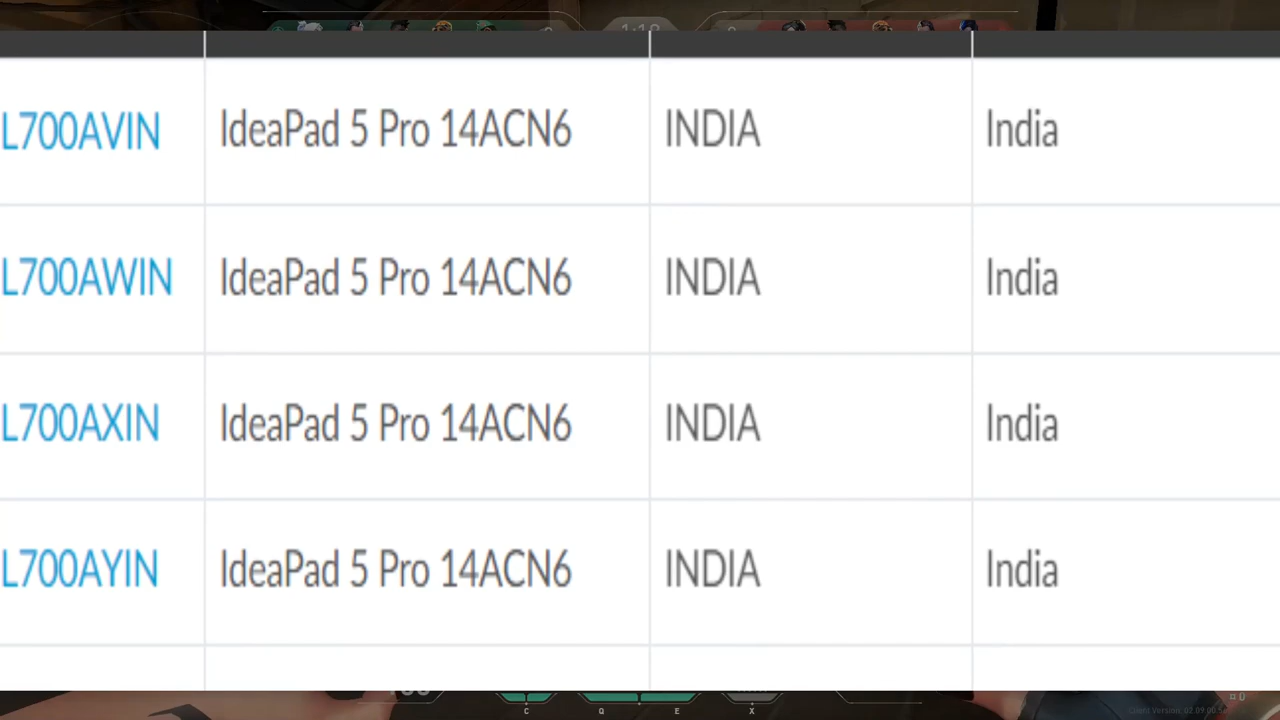 L700AVIN IdeaPad 5 Pro 14ACN6 INDIA India
L700AWIN IdeaPad 5 Pro 14ACN6 INDIA India
L700AXIN IdeaPad 5 Pro 14ACN6 INDIA India
L700AYIN IdeaPad 5 Pro 14ACN6 INDIA India
C Q E X